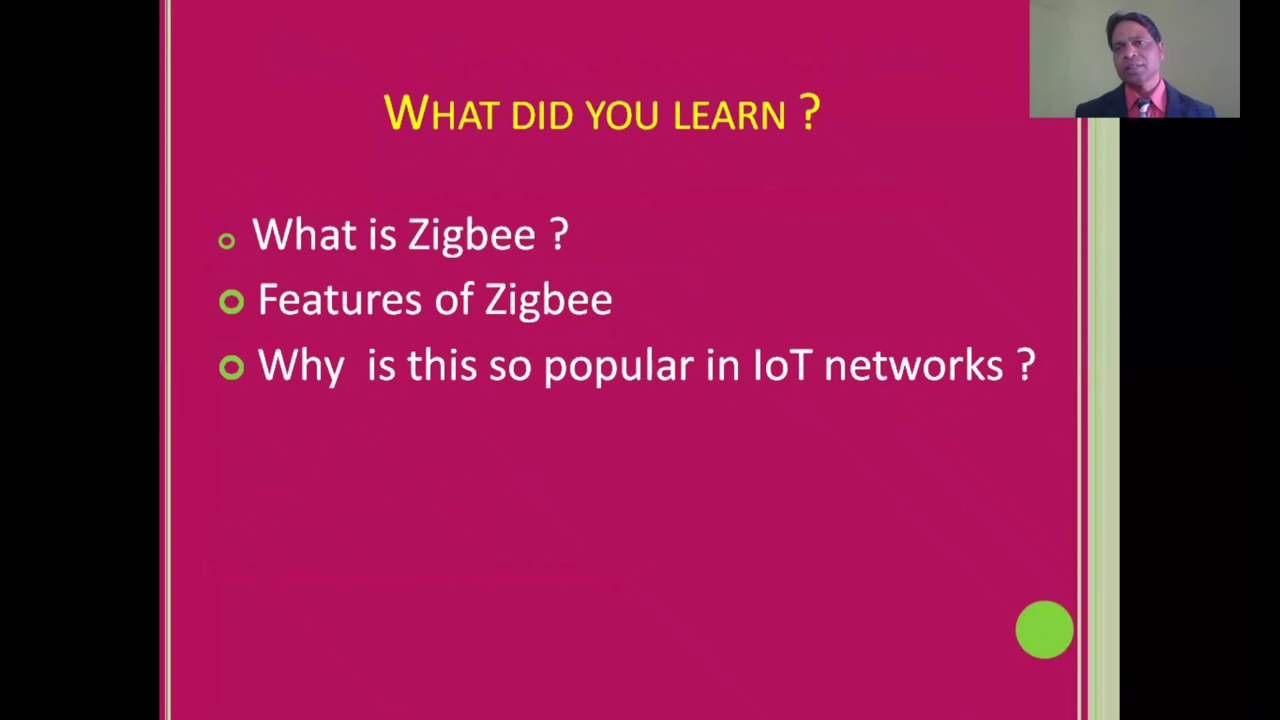 WHAT DID YOU LEARN ?
What is Zigbee ?
Features of Zigbee
Why is this so popular in IoT networks ?